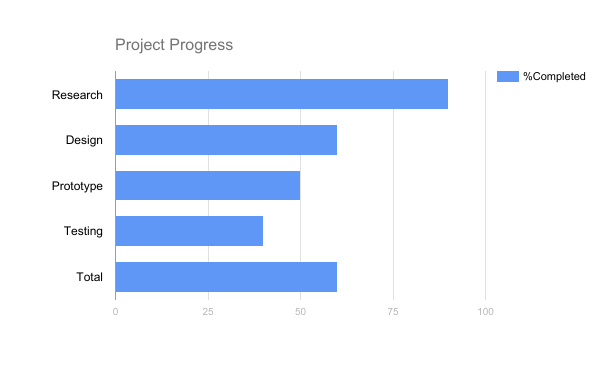 Project Progress
%Completed
Research
Design
Prototype
Testing
Total
0 25 50 75 100